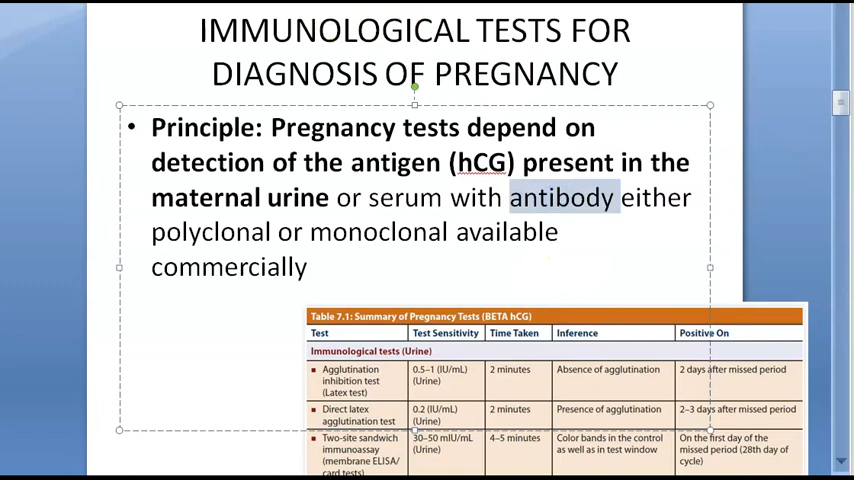 IMMUNOLOGICAL TESTS FOR
DIAGNOSIS OF PREGNANCY
• Principle: Pregnancy tests depend on
detection of the antigen (hCG) present in the
maternal urine or serum with antibody either
polyclonal or monoclonal available
commercially
Table 7.1: Summary of Pregnancy Tests (BETA hCG)
Test Test Sensitivity Time Taken Inference Positive On
Immunological tests (Urine)
Agglutination 0.5–1 (IU/mL) 2 minutes Absence of agglutination 2 days after missed period
inhibition test (Urine)
(Latex test)
Direct latex 0.2 (IU/mL) 2 minutes Presence of agglutination 2–3 days after missed period
agglutination test (Urine)
Two-site sandwich 30–50 mIU/mL 4–5 minutes Color bands in the control On the first day of the
immunoassay (Urine) as well as in test window missed period (28th day of
(membrane ELISA/ cycle)
card tests)